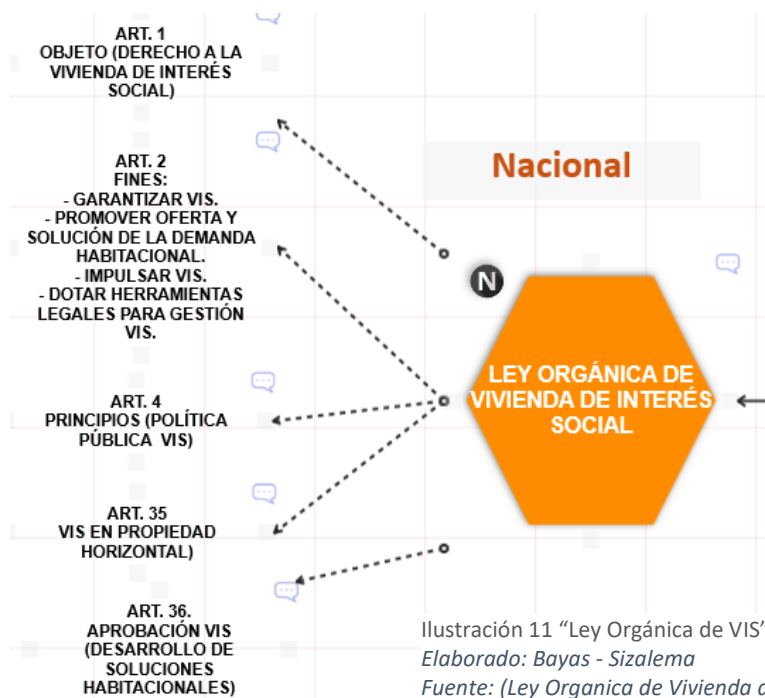 ART. 1
OBJETO (DERECHO A LA
VIVIENDA DE INTERÉS
SOCIAL)
ART. 2
FINES:
- GARANTIZAR VIS.
- PROMOVER OFERTA Y
SOLUCIÓN DE LA DEMANDA
HABITACIONAL.
- IMPULSAR VIS.
- DOTAR HERRAMIENTAS
LEGALES PARA GESTIÓN
VIS.
ART. 4
PRINCIPIOS (POLÍTICA
PÚBLICA VIS)
ART. 35
VIS EN PROPIEDAD
HORIZONTAL)
ART. 36.
APROBACIÓN VIS
(DESARROLLO DE
SOLUCIONES
HABITACIONALES)
Nacional
N
LEY ORGÁNICA DE
VIVIENDA DE INTERÉS
SOCIAL
Ilustración 11 “Ley Orgánica de VIS”
Elaborado: Bayas - Sizalema
Fuente: (Ley Organica de Vivienda d